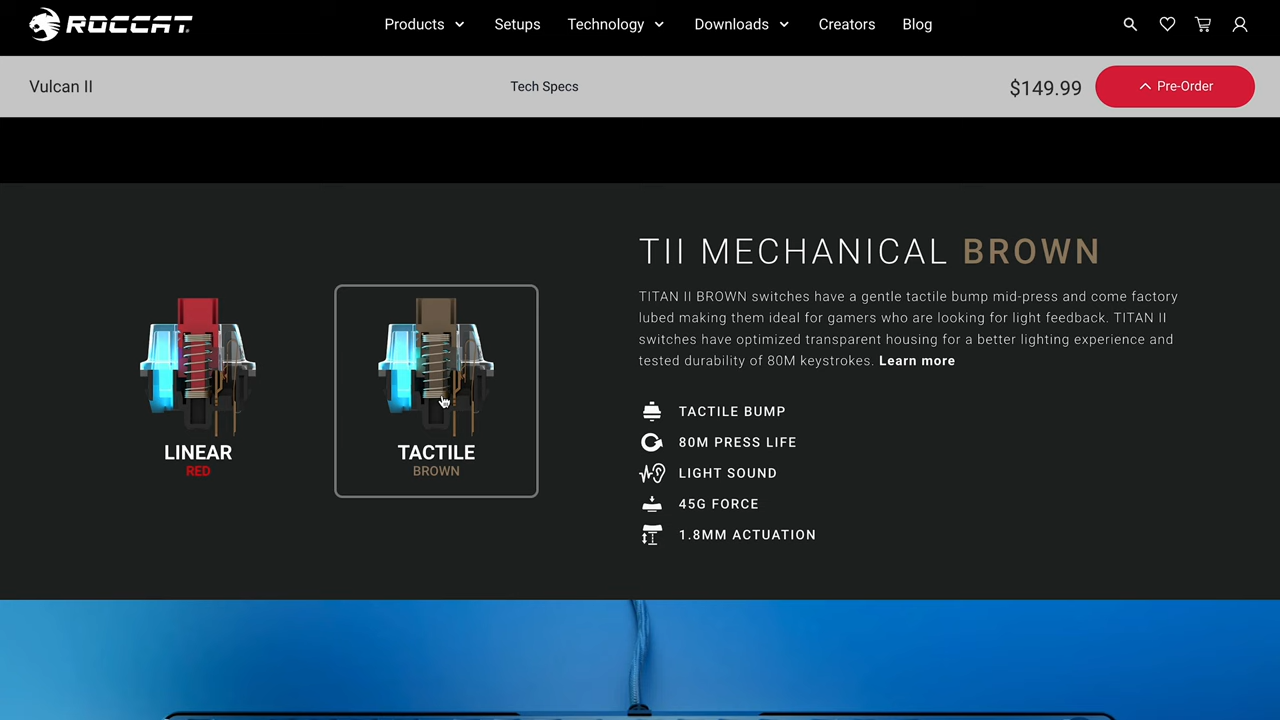 ROCCAT
Products
Setups
Technology
Downloads
Creators
Blog
Vulcan II
Tech Specs
$149.99
Pre-Order
LINEAR
RED
TACTILE
BROWN
TII MECHANICAL BROWN
TITAN II BROWN switches have a gentle tactile bump mid-press and come factory
lubed making them ideal for gamers who are looking for light feedback. TITAN II
switches have optimized transparent housing for a better lighting experience and
tested durability of 80M keystrokes. Learn more
TACTILE BUMP
80M PRESS LIFE
LIGHT SOUND
45G FORCE
1.8MM ACTUATION